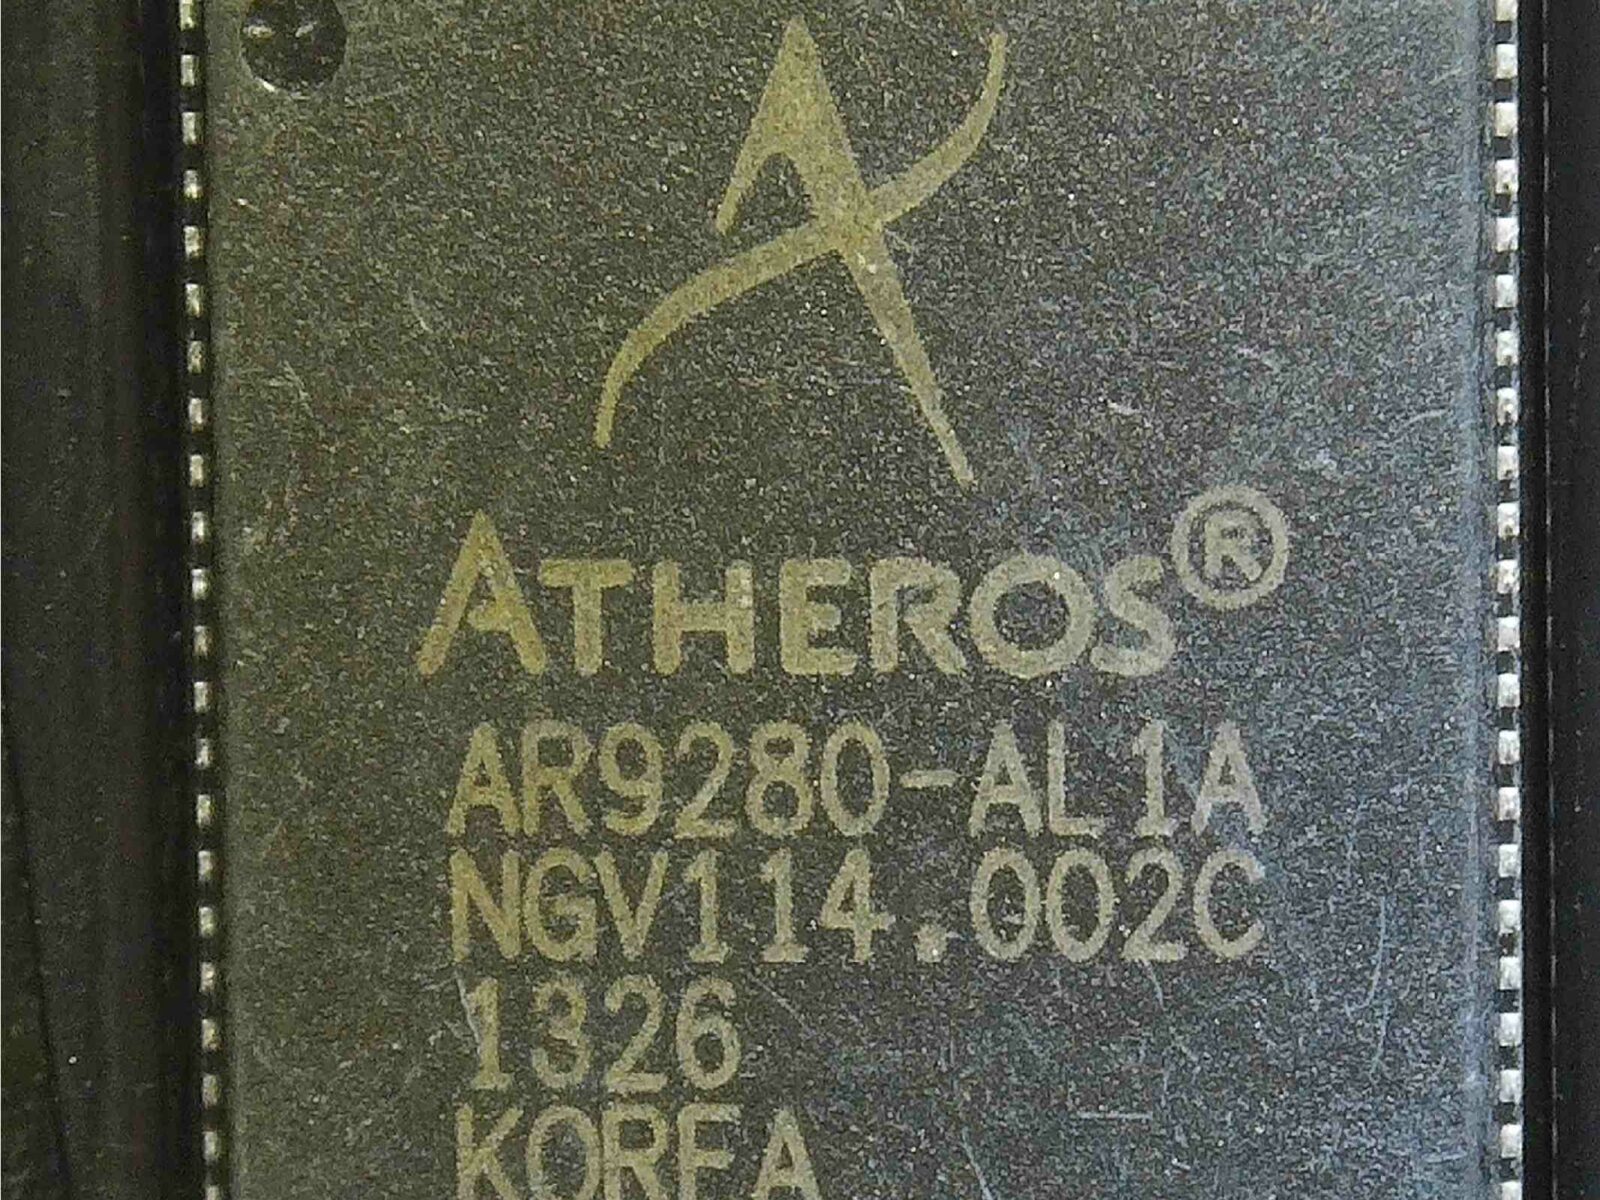 ATHEROS®
AR9280-AL1A
NGV114.002C
1326
KOREA